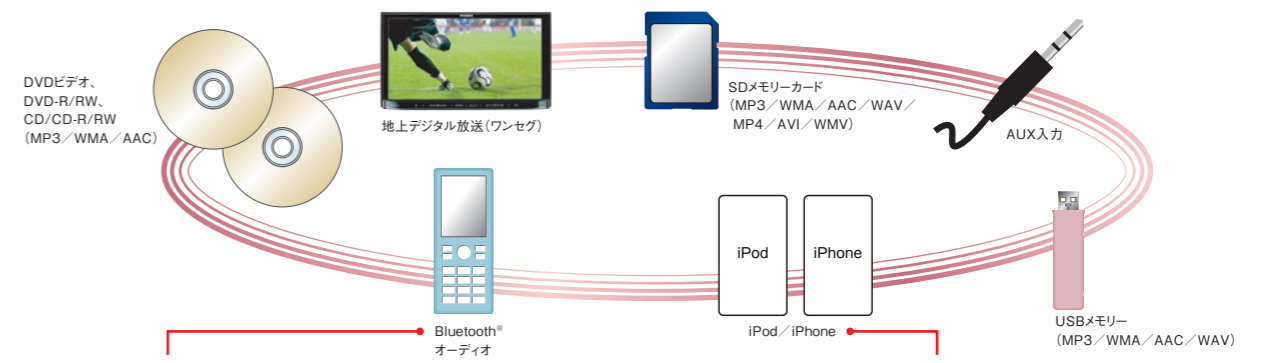 DVDビデオ、
DVD-R/RW、
CD/CD-R/RW
(MP3／WMA／AAC)
地上デジタル放送(ワンセグ)
SDメモリーカード
(MP3／WMA／AAC／WAV／
MP4／AVI／WMV)
AUX入力
Bluetooth®
オーディオ
iPod
iPhone
iPod／iPhone
USBメモリー
(MP3／WMA／AAC／WAV)